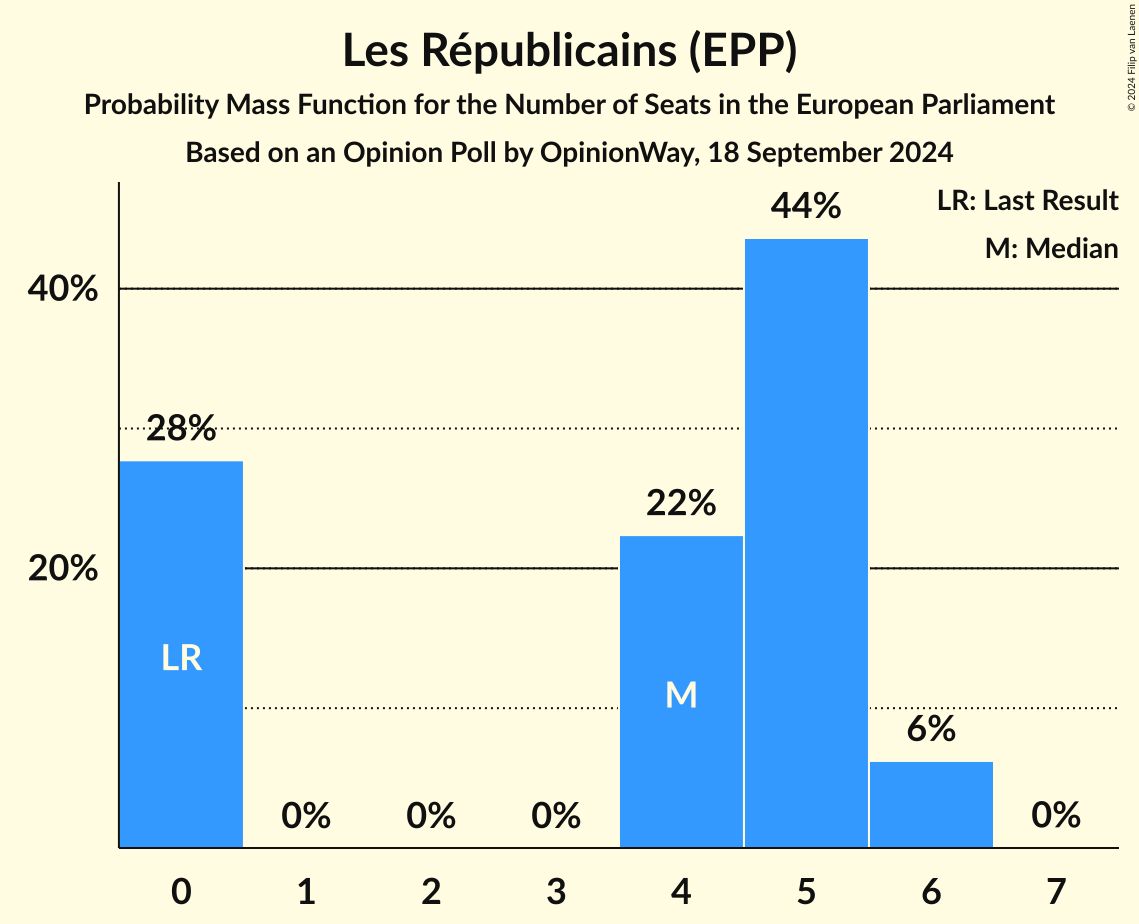 Les Républicains (EPP)
Probability Mass Function for the Number of Seats in the European Parliament
Based on an Opinion Poll by OpinionWay, 18 September 2024
© 2024 Filip van Laenen
LR: Last Result
M: Median
40%
20%
28%
0%
0%
0%
22%
44%
6%
0%
LR
M
0 1 2 3 4 5 6 7